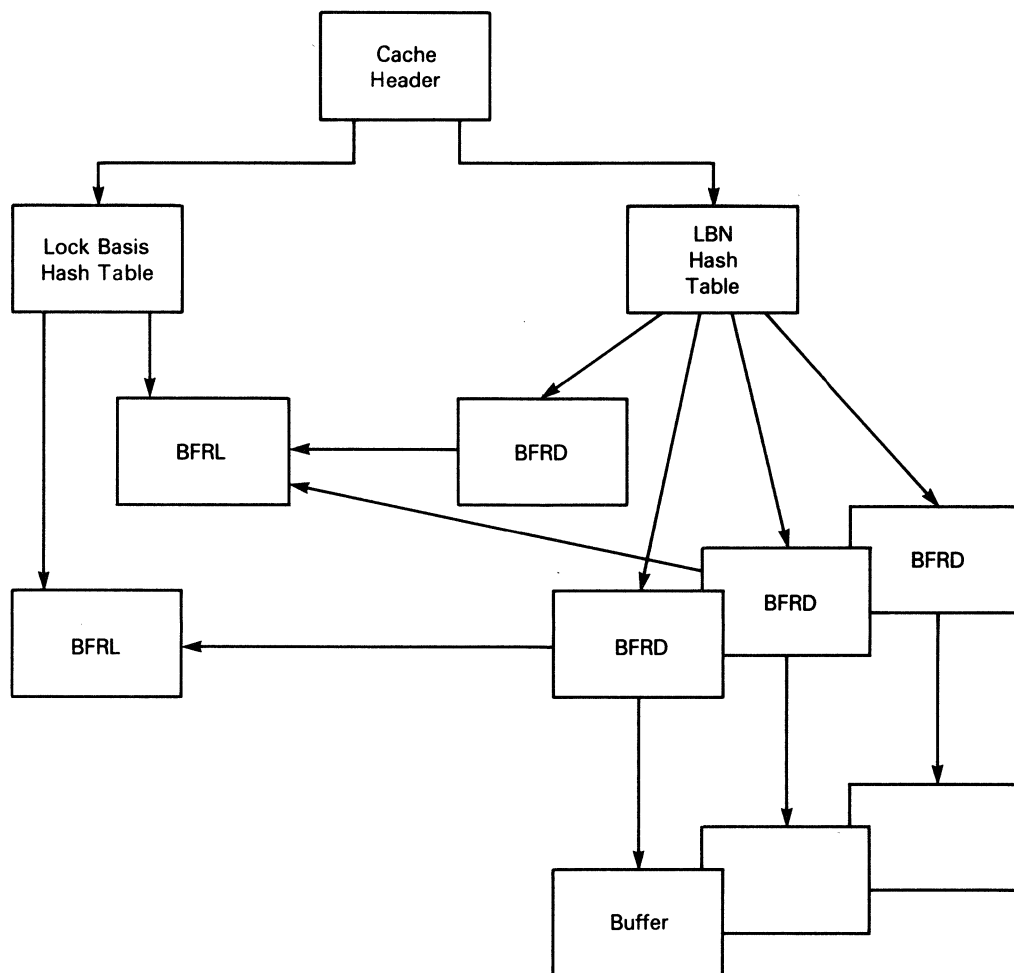 Cache
Header
Lock Basis
Hash Table
LBN
Hash
Table
BFRL
BFRD
BFRD
BFRD
BFRL
BFRD
Buffer